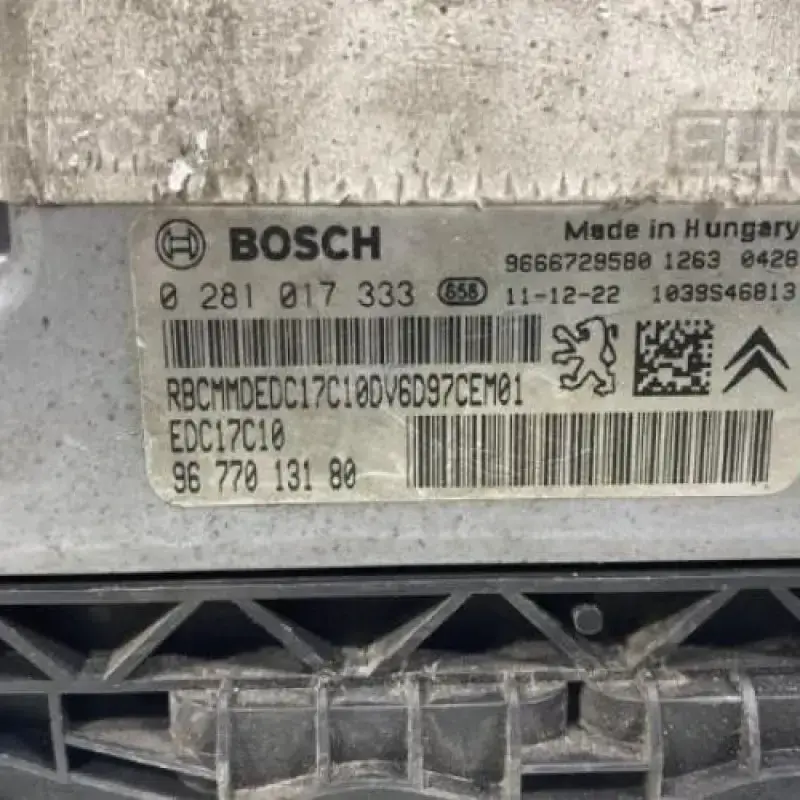 BOSCH
Made in Hungary
9666729580 1263 0428
0 281 017 333 658 11-12-22 1039S46813
RBCMMDEDC17C10DV6D97CEM01
EDC17C10
96 770 131 80